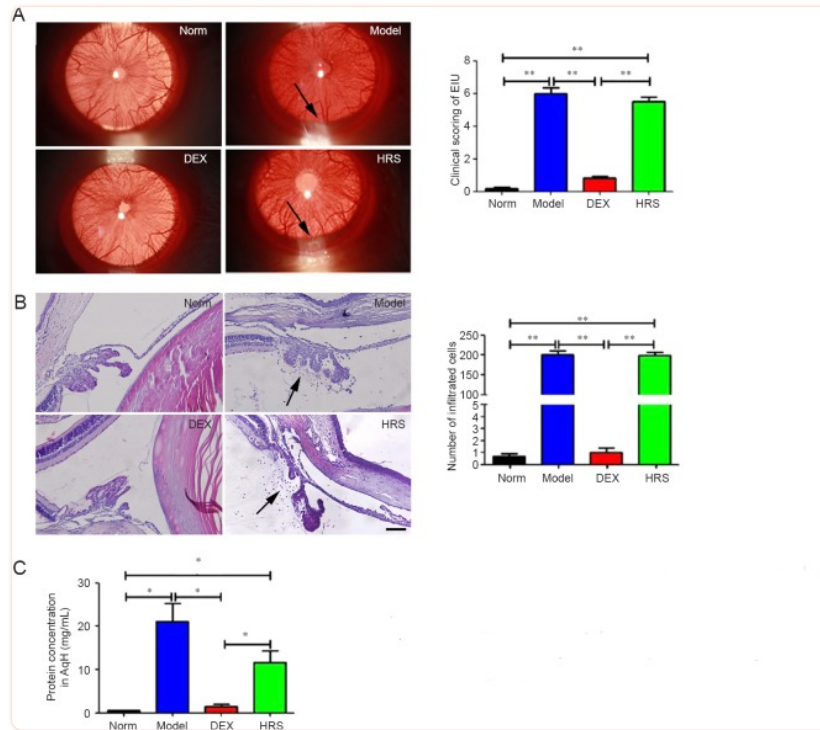 A
Norm
Model
DEX
HRS
Clinical scoring of EIU
8
6
4
2
0
**
** ** **
Norm Model DEX HRS
B
Norm
Model
DEX
HRS
Number of infiltrated cells
250
200
150
100
5
4
3
2
1
0
**
** ** **
Norm Model DEX HRS
C
Protein concentration
in AqH (mg/mL)
30
20
10
0
*
* *
*
Norm Model DEX HRS